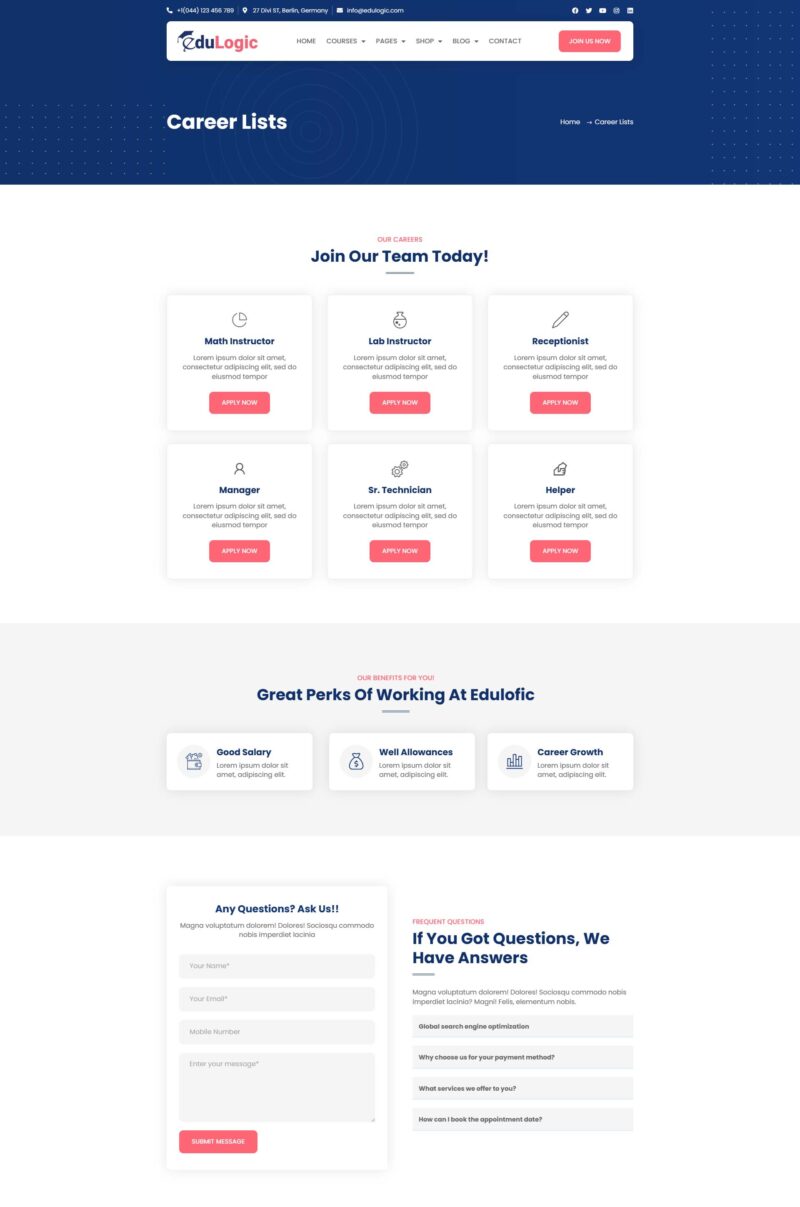 +1(044) 123 456 789
27 Divi ST, Berlin, Germany
info@edulogic.com
eduLogic
HOME
COURSES
PAGES
SHOP
BLOG
CONTACT
JOIN US NOW
Career Lists
Home → Career Lists
OUR CAREERS
Join Our Team Today!
Math Instructor
Lorem ipsum dolor sit amet,
consectetur adipiscing elit, sed do
eiusmod tempor
APPLY NOW
Lab Instructor
Lorem ipsum dolor sit amet,
consectetur adipiscing elit, sed do
eiusmod tempor
APPLY NOW
Receptionist
Lorem ipsum dolor sit amet,
consectetur adipiscing elit, sed do
eiusmod tempor
APPLY NOW
Manager
Lorem ipsum dolor sit amet,
consectetur adipiscing elit, sed do
eiusmod tempor
APPLY NOW
Sr. Technician
Lorem ipsum dolor sit amet,
consectetur adipiscing elit, sed do
eiusmod tempor
APPLY NOW
Helper
Lorem ipsum dolor sit amet,
consectetur adipiscing elit, sed do
eiusmod tempor
APPLY NOW
OUR BENEFITS FOR YOU!
Great Perks Of Working At Edulofic
Good Salary
Lorem ipsum dolor sit
amet, adipiscing elit.
Well Allowances
Lorem ipsum dolor sit
amet, adipiscing elit.
Career Growth
Lorem ipsum dolor sit
amet, adipiscing elit.
Any Questions? Ask Us!!
Magna voluptatum dolorem! Dolores! Sociosqu commodo
nobis imperdiet lacinia
Your Name*
Your Email*
Mobile Number
Enter your message*
SUBMIT MESSAGE
FREQUENT QUESTIONS
If You Got Questions, We
Have Answers
Magna voluptatum dolorem! Dolores! Sociosqu commodo nobis
imperdiet lacinia? Magni! Felis, elementum nobis.
Global search engine optimization
Why choose us for your payment method?
What services we offer to you?
How can I book the appointment date?